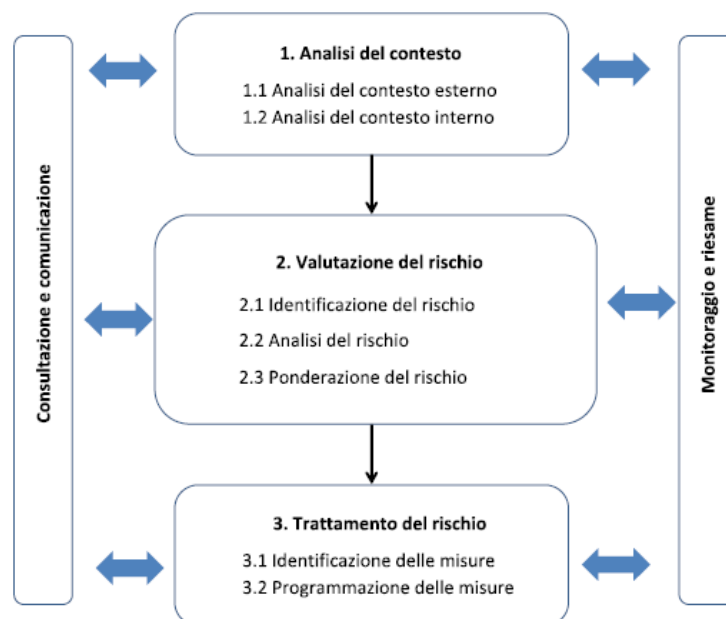 Consultazione e comunicazione
1. Analisi del contesto
1.1 Analisi del contesto esterno
1.2 Analisi del contesto interno
2. Valutazione del rischio
2.1 Identificazione del rischio
2.2 Analisi del rischio
2.3 Ponderazione del rischio
3. Trattamento del rischio
3.1 Identificazione delle misure
3.2 Programmazione delle misure
Monitoraggio e riesame